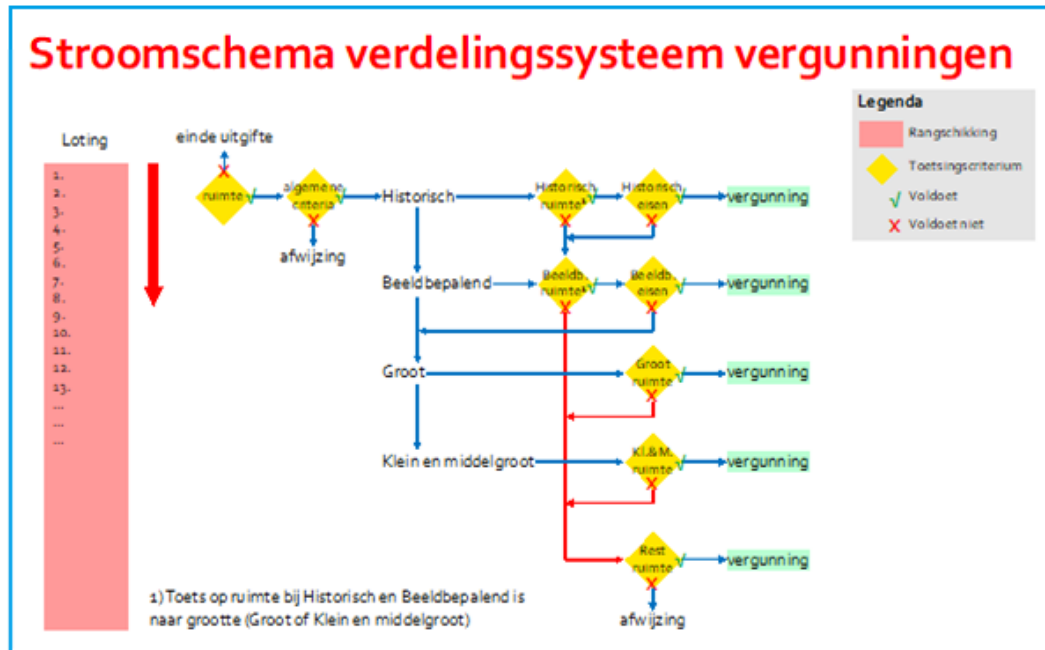 Stroomschema verdelingssysteem vergunningen
Legenda
Rangschikking
Toetsingscriterium
√ Voldoet
X Voldoet niet
Loting
1.
2.
3.
4.
5.
6.
7.
8.
9.
10.
11.
12.
13.
...
...
...
einde uitgifte
X
ruimte √
algemene
criteria √
X
afwijzing
Historisch
Historisch
ruimte¹ √
X
Historisch
eisen √
X
vergunning
Beeldbepalend
Beeldb.
ruimte¹ √
X
Beeldb.
eisen √
X
vergunning
Groot
Groot
ruimte √
X
vergunning
Klein en middelgroot
Kl.&M.
ruimte √
X
vergunning
Rest
ruimte √
X
vergunning
afwijzing
1) Toets op ruimte bij Historisch en Beeldbepalend is
naar grootte (Groot of Klein en middelgroot)